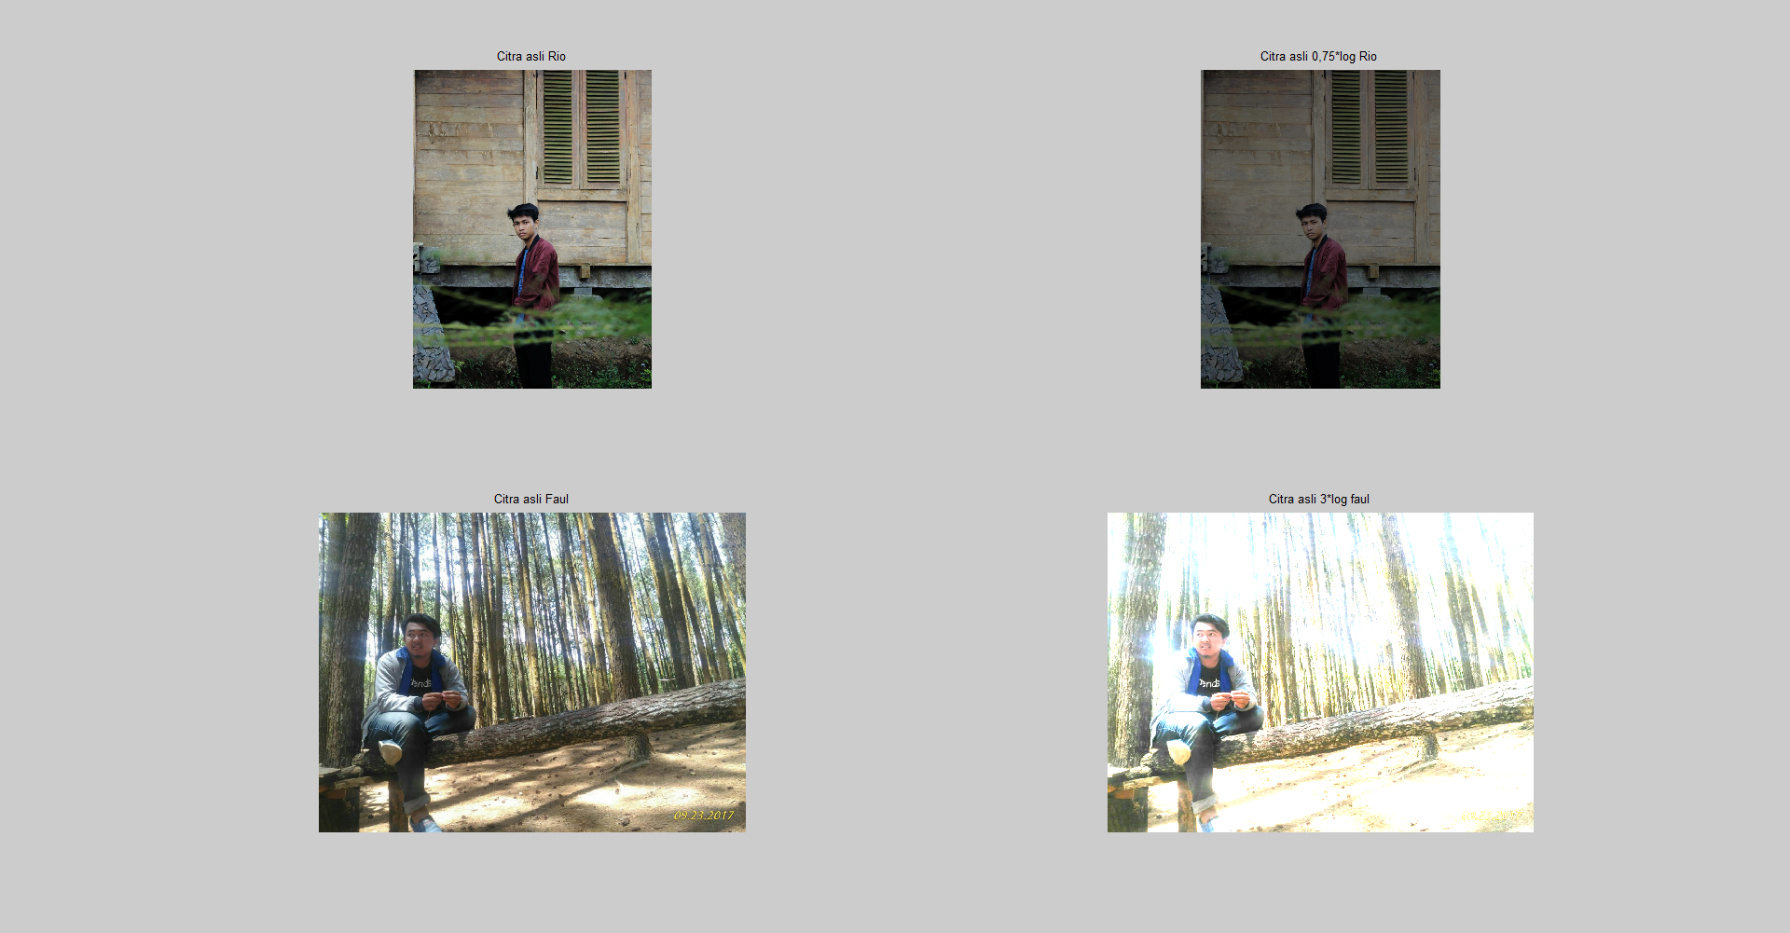 Citra asli Rio
Citra asli 0,75*log Rio
Citra asli Faul
Citra asli 3*log faul
09.23.2017